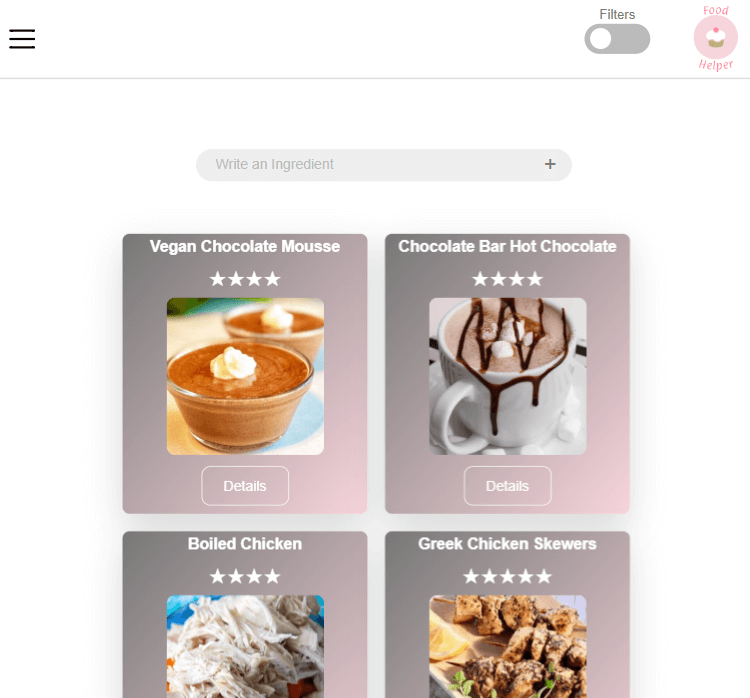 Filters
Food
Helper
Write an Ingredient +
Vegan Chocolate Mousse
Chocolate Bar Hot Chocolate
★★★★
★★★★
Details
Details
Boiled Chicken
Greek Chicken Skewers
★★★★
★★★★★